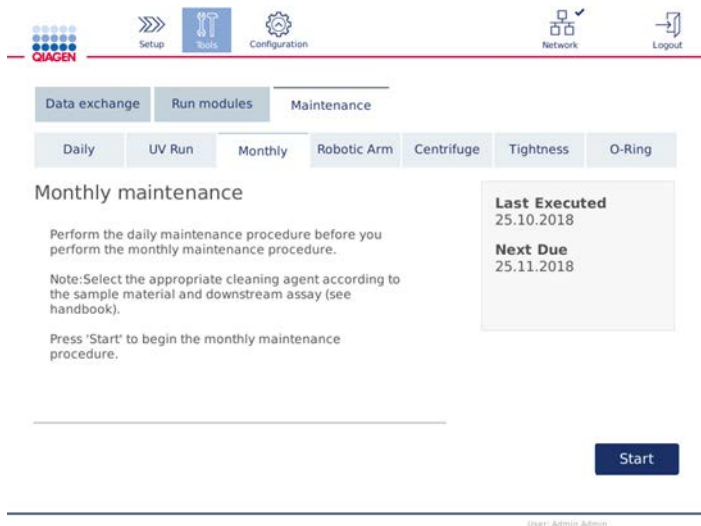 QIAGEN
Setup
Tools
Configuration
Network
Logout
Data exchange
Run modules
Maintenance
Daily
UV Run
Monthly
Robotic Arm
Centrifuge
Tightness
O-Ring
Monthly maintenance
Perform the daily maintenance procedure before you
perform the monthly maintenance procedure.
Note:Select the appropriate cleaning agent according to
the sample material and downstream assay (see
handbook).
Press 'Start' to begin the monthly maintenance
procedure.
Last Executed
25.10.2018
Next Due
25.11.2018
Start
User: Admin Admin